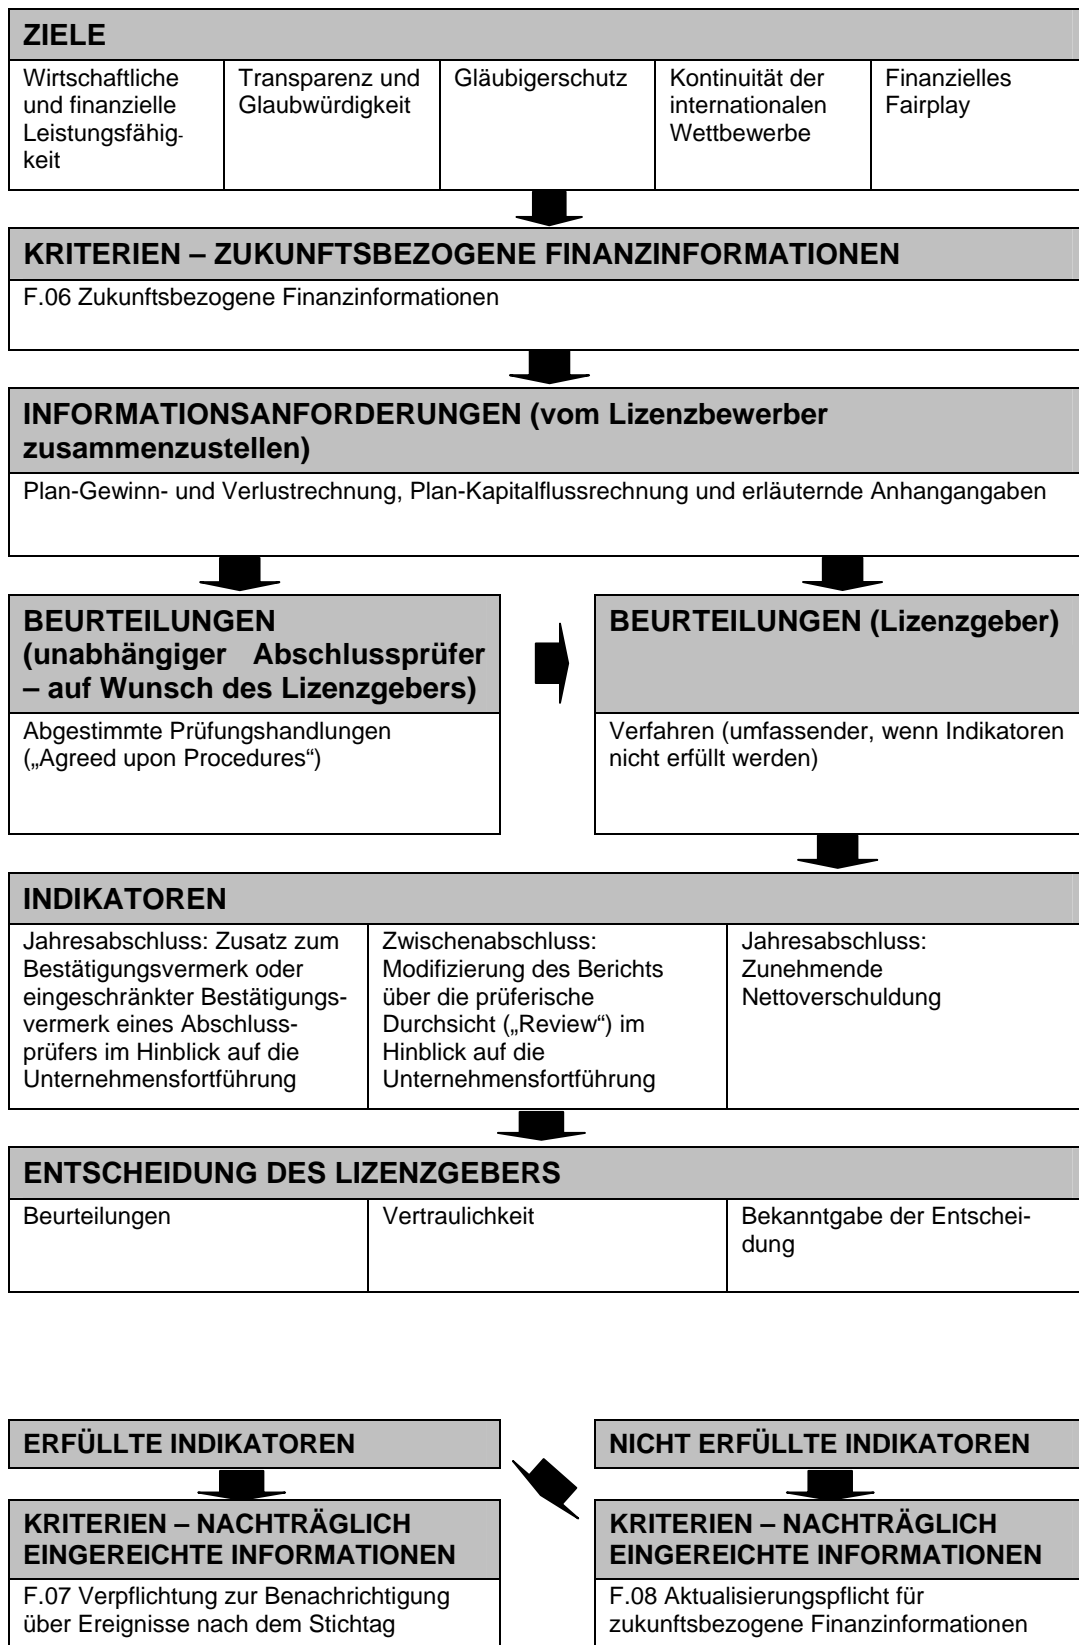 ZIELE
Wirtschaftliche
und finanzielle
Leistungsfähig-
keit
Transparenz und
Glaubwürdigkeit
Gläubigerschutz
Kontinuität der
internationalen
Wettbewerbe
Finanzielles
Fairplay
KRITERIEN – ZUKUNFTSBEZOGENE FINANZINFORMATIONEN
F.06 Zukunftsbezogene Finanzinformationen
INFORMATIONSANFORDERUNGEN (vom Lizenzbewerber
zusammenzustellen)
Plan-Gewinn- und Verlustrechnung, Plan-Kapitalflussrechnung und erläuternde Anhangangaben
BEURTEILUNGEN
(unabhängiger Abschlussprüfer
– auf Wunsch des Lizenzgebers)
Abgestimmte Prüfungshandlungen
(„Agreed upon Procedures")
BEURTEILUNGEN (Lizenzgeber)
Verfahren (umfassender, wenn Indikatoren
nicht erfüllt werden)
INDIKATOREN
Jahresabschluss: Zusatz zum
Bestätigungsvermerk oder
eingeschränkter Bestätigungs-
vermerk eines Abschluss-
prüfers im Hinblick auf die
Unternehmensfortführung
Zwischenabschluss:
Modifizierung des Berichts
über die prüferische
Durchsicht („Review“) im
Hinblick auf die
Unternehmensfortführung
Jahresabschluss:
Zunehmende
Nettoverschuldung
ENTSCHEIDUNG DES LIZENZGEBERS
Beurteilungen
Vertraulichkeit
Bekanntgabe der Entschei-
dung
ERFÜLLTE INDIKATOREN
NICHT ERFÜLLTE INDIKATOREN
KRITERIEN – NACHTRÄGLICH
EINGEREICHTE INFORMATIONEN
F.07 Verpflichtung zur Benachrichtigung
über Ereignisse nach dem Stichtag
KRITERIEN – NACHTRÄGLICH
EINGEREICHTE INFORMATIONEN
F.08 Aktualisierungspflicht für
zukunftsbezogene Finanzinformationen